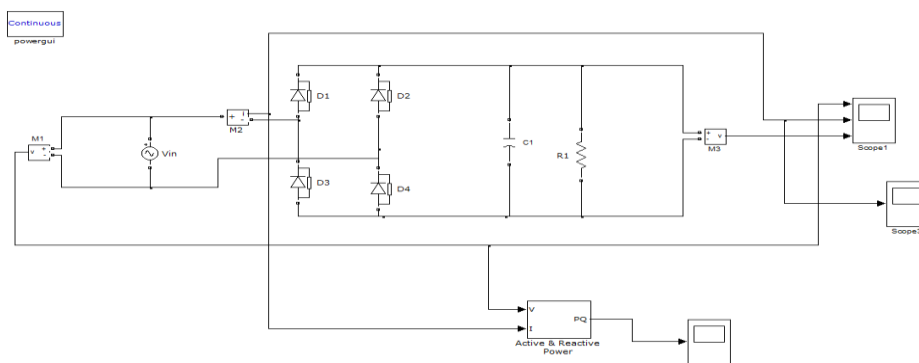 Continuous
powergui
M1
+
-
v
Vin
+
-
i
M2
D1
D2
D3
D4
C1
R1
+
-
v
M3
Scope1
Scope3
V
I
PQ
Active & Reactive
Power